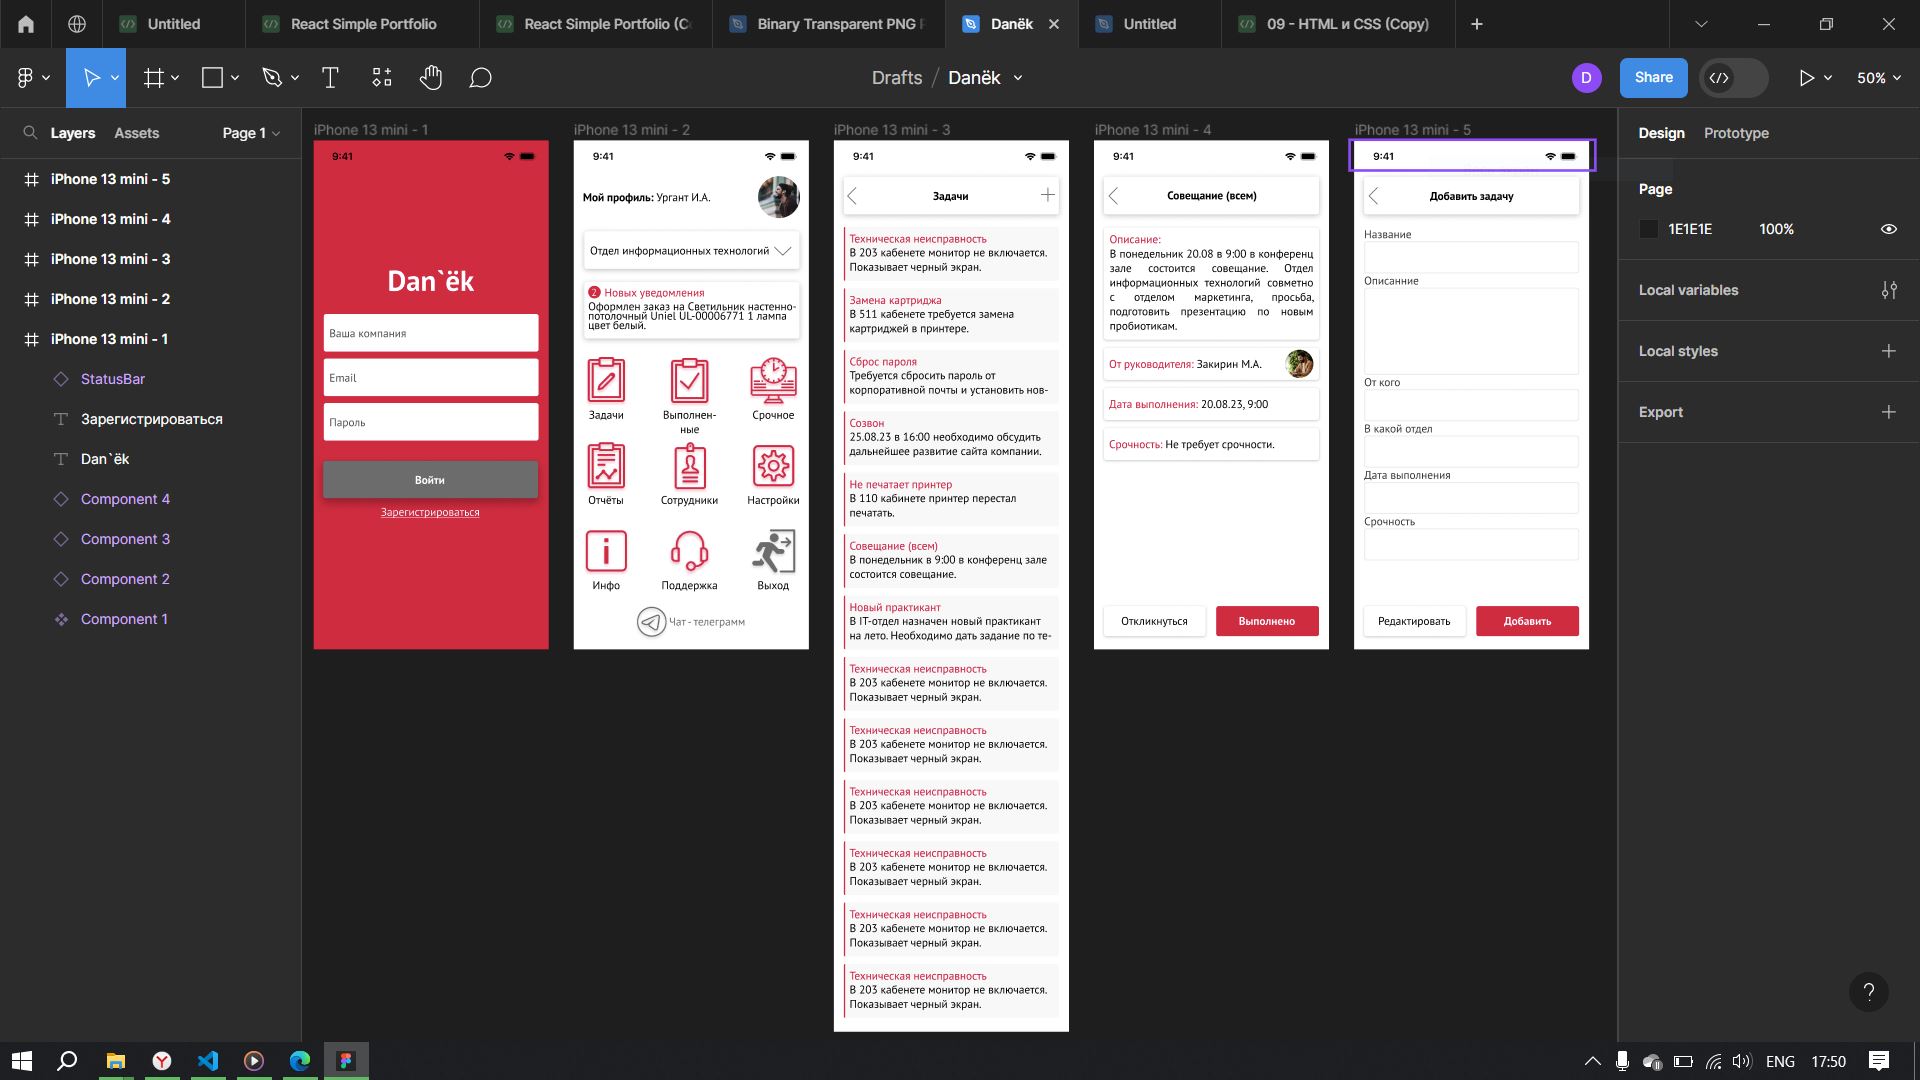 Untitled
React Simple Portfolio
React Simple Portfolio (Co
Binary Transparent PNG F
Danёk
Untitled
09 - HTML и CSS (Copy)
Drafts / Danёk
D
Share
50%
Layers
Assets
Page 1
iPhone 13 mini - 5
iPhone 13 mini - 4
iPhone 13 mini - 3
iPhone 13 mini - 2
iPhone 13 mini - 1
StatusBar
Зарегистрироваться
Dan`ёk
Component 4
Component 3
Component 2
Component 1
iPhone 13 mini - 1
9:41
Dan`ёk
Ваша компания
Email
Пароль
Войти
Зарегистрироваться
iPhone 13 mini - 2
9:41
Мой профиль: Ургант И.А.
Отдел информационных технологий
2 Новых уведомления
Оформлен заказ на Светильник настенно-
потолочный Uniel UL-00006771 1 лампа
цвет белый.
Задачи
Выполнен-
ные
Срочное
Отчёты
Сотрудники
Настройки
Инфо
Поддержка
Выход
Чат - телеграмм
iPhone 13 mini - 3
9:41
Задачи
Техническая неисправность
В 203 кабенете монитор не включается.
Показывает черный экран.
Замена картриджа
В 511 кабенете требуется замена
картриджей в принтере.
Сброс пароля
Требуется сбросить пароль от
корпоративной почты и установить нов-
Созвон
25.08.23 в 16:00 необходимо обсудить
дальнейшее развитие сайта компании.
Не печатает принтер
В 110 кабинете принтер перестал
печатать.
Совещание (всем)
В понедельник в 9:00 в конференц зале
состоится совещание.
Новый практикант
В IT-отдел назначен новый практикант
на лето. Необходимо дать задание по те-
Техническая неисправность
В 203 кабенете монитор не включается.
Показывает черный экран.
Техническая неисправность
В 203 кабенете монитор не включается.
Показывает черный экран.
Техническая неисправность
В 203 кабенете монитор не включается.
Показывает черный экран.
Техническая неисправность
В 203 кабенете монитор не включается.
Показывает черный экран.
Техническая неисправность
В 203 кабенете монитор не включается.
Показывает черный экран.
Техническая неисправность
В 203 кабенете монитор не включается.
Показывает черный экран.
iPhone 13 mini - 4
9:41
Совещание (всем)
Описание:
В понедельник 20.08 в 9:00 в конференц
зале состоится совещание. Отдел
информационных технологий совметно
с отделом маркетинга, просьба,
подготовить презентацию по новым
пробиотикам.
От руководителя: Закирин М.А.
Дата выполнения: 20.08.23, 9:00
Срочность: Не требует срочности.
Откликнуться
Выполнено
iPhone 13 mini - 5
9:41
Добавить задачу
Название
Описанние
От кого
В какой отдел
Дата выполнения
Срочность
Редактировать
Добавить
Design
Prototype
Page
1E1E1E
100%
Local variables
Local styles
Export
?
ENG
17:50